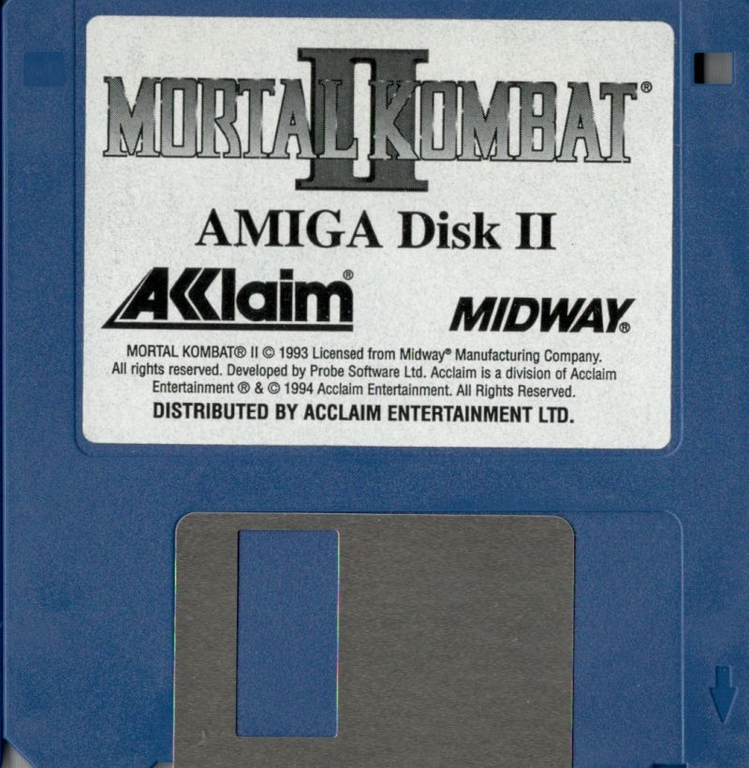 MORTAL KOMBAT®
II
AMIGA Disk II
AKKlaim®
MIDWAY®
MORTAL KOMBAT® II © 1993 Licensed from Midway® Manufacturing Company.
All rights reserved. Developed by Probe Software Ltd. Acclaim is a division of Acclaim
Entertainment ® & © 1994 Acclaim Entertainment. All Rights Reserved.
DISTRIBUTED BY ACCLAIM ENTERTAINMENT LTD.